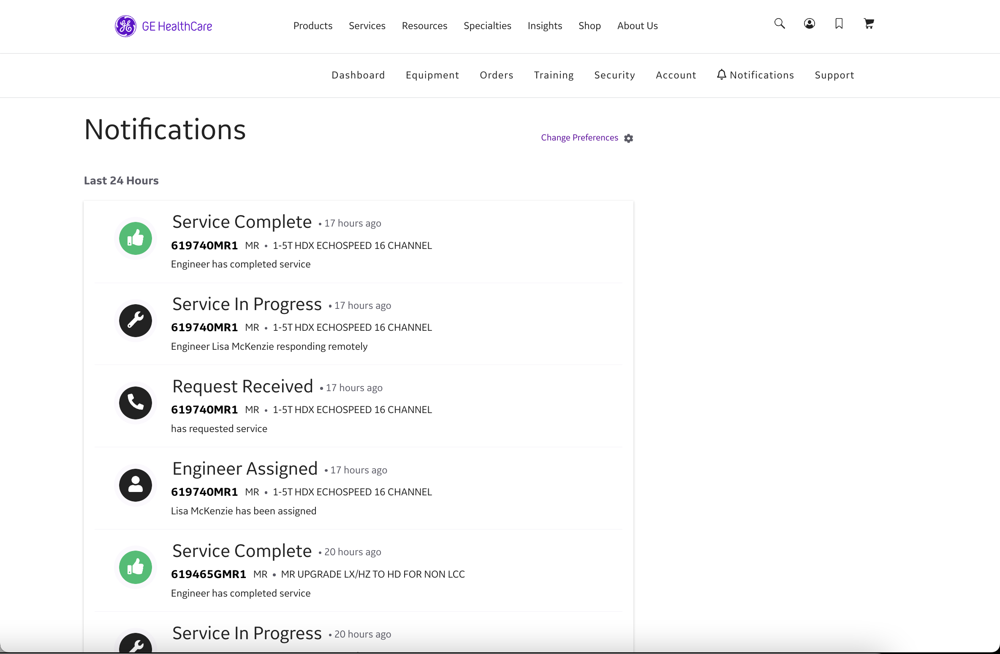 GE HealthCare
Products Services Resources Specialties Insights Shop About Us
Dashboard Equipment Orders Training Security Account Notifications Support
Notifications
Change Preferences
Last 24 Hours
Service Complete • 17 hours ago
619740MR1 MR • 1-5T HDX ECHOSPEED 16 CHANNEL
Engineer has completed service
Service In Progress • 17 hours ago
619740MR1 MR • 1-5T HDX ECHOSPEED 16 CHANNEL
Engineer Lisa McKenzie responding remotely
Request Received • 17 hours ago
619740MR1 MR • 1-5T HDX ECHOSPEED 16 CHANNEL
has requested service
Engineer Assigned • 17 hours ago
619740MR1 MR • 1-5T HDX ECHOSPEED 16 CHANNEL
Lisa McKenzie has been assigned
Service Complete • 20 hours ago
619465GMR1 MR • MR UPGRADE LX/HZ TO HD FOR NON LCC
Engineer has completed service
Service In Progress • 20 hours ago